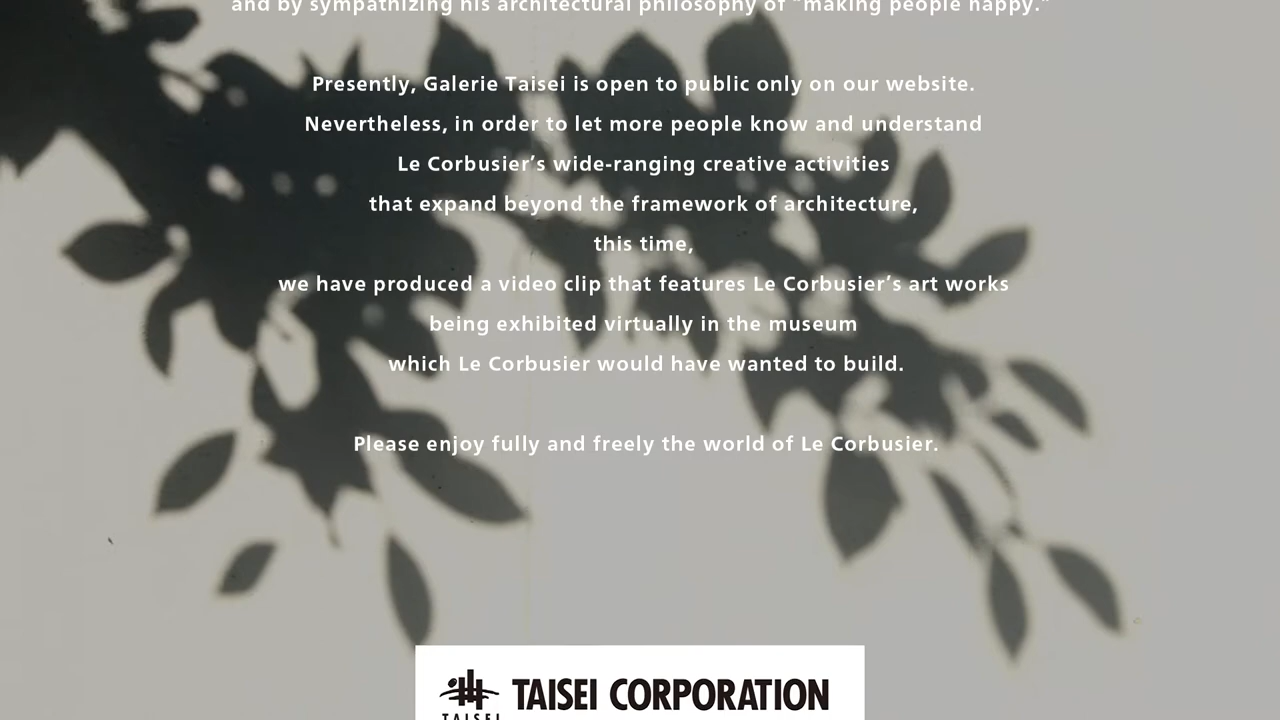 and by sympathizing his architectural philosophy of “making people happy.”
Presently, Galerie Taisei is open to public only on our website.
Nevertheless, in order to let more people know and understand
Le Corbusier’s wide-ranging creative activities
that expand beyond the framework of architecture,
this time,
we have produced a video clip that features Le Corbusier’s art works
being exhibited virtually in the museum
which Le Corbusier would have wanted to build.
Please enjoy fully and freely the world of Le Corbusier.
TAISEI CORPORATION
TAISEI